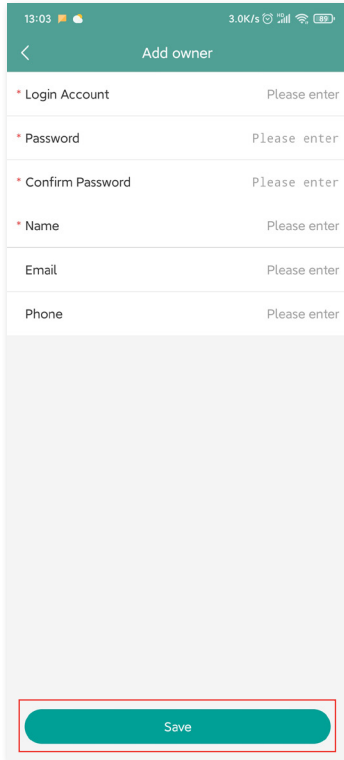 13:03 3.0K/s HD 89
Add owner
* Login Account Please enter
* Password Please enter
* Confirm Password Please enter
* Name Please enter
Email Please enter
Phone Please enter
Save